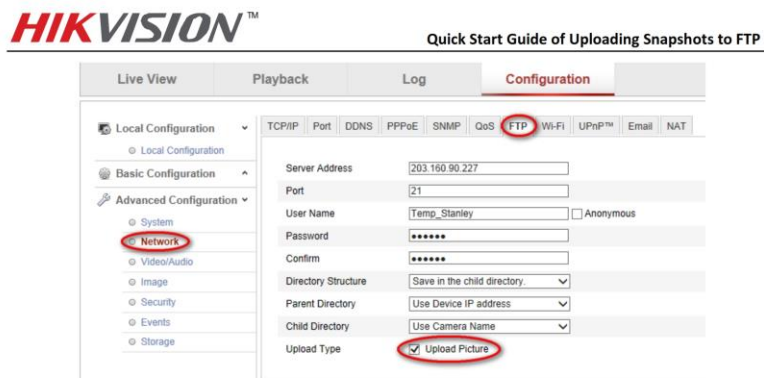 HIKVISION™
Quick Start Guide of Uploading Snapshots to FTP
Live View Playback Log Configuration
Local Configuration
Local Configuration
Basic Configuration
Advanced Configuration
System
Network
Video/Audio
Image
Security
Events
Storage
TCP/IP Port DDNS PPPoE SNMP QoS FTP Wi-Fi UPnP™ Email NAT
Server Address 203.160.90.227
Port 21
User Name Temp_Stanley Anonymous
Password ••••••
Confirm ••••••
Directory Structure Save in the child directory.
Parent Directory Use Device IP address
Child Directory Use Camera Name
Upload Type Upload Picture